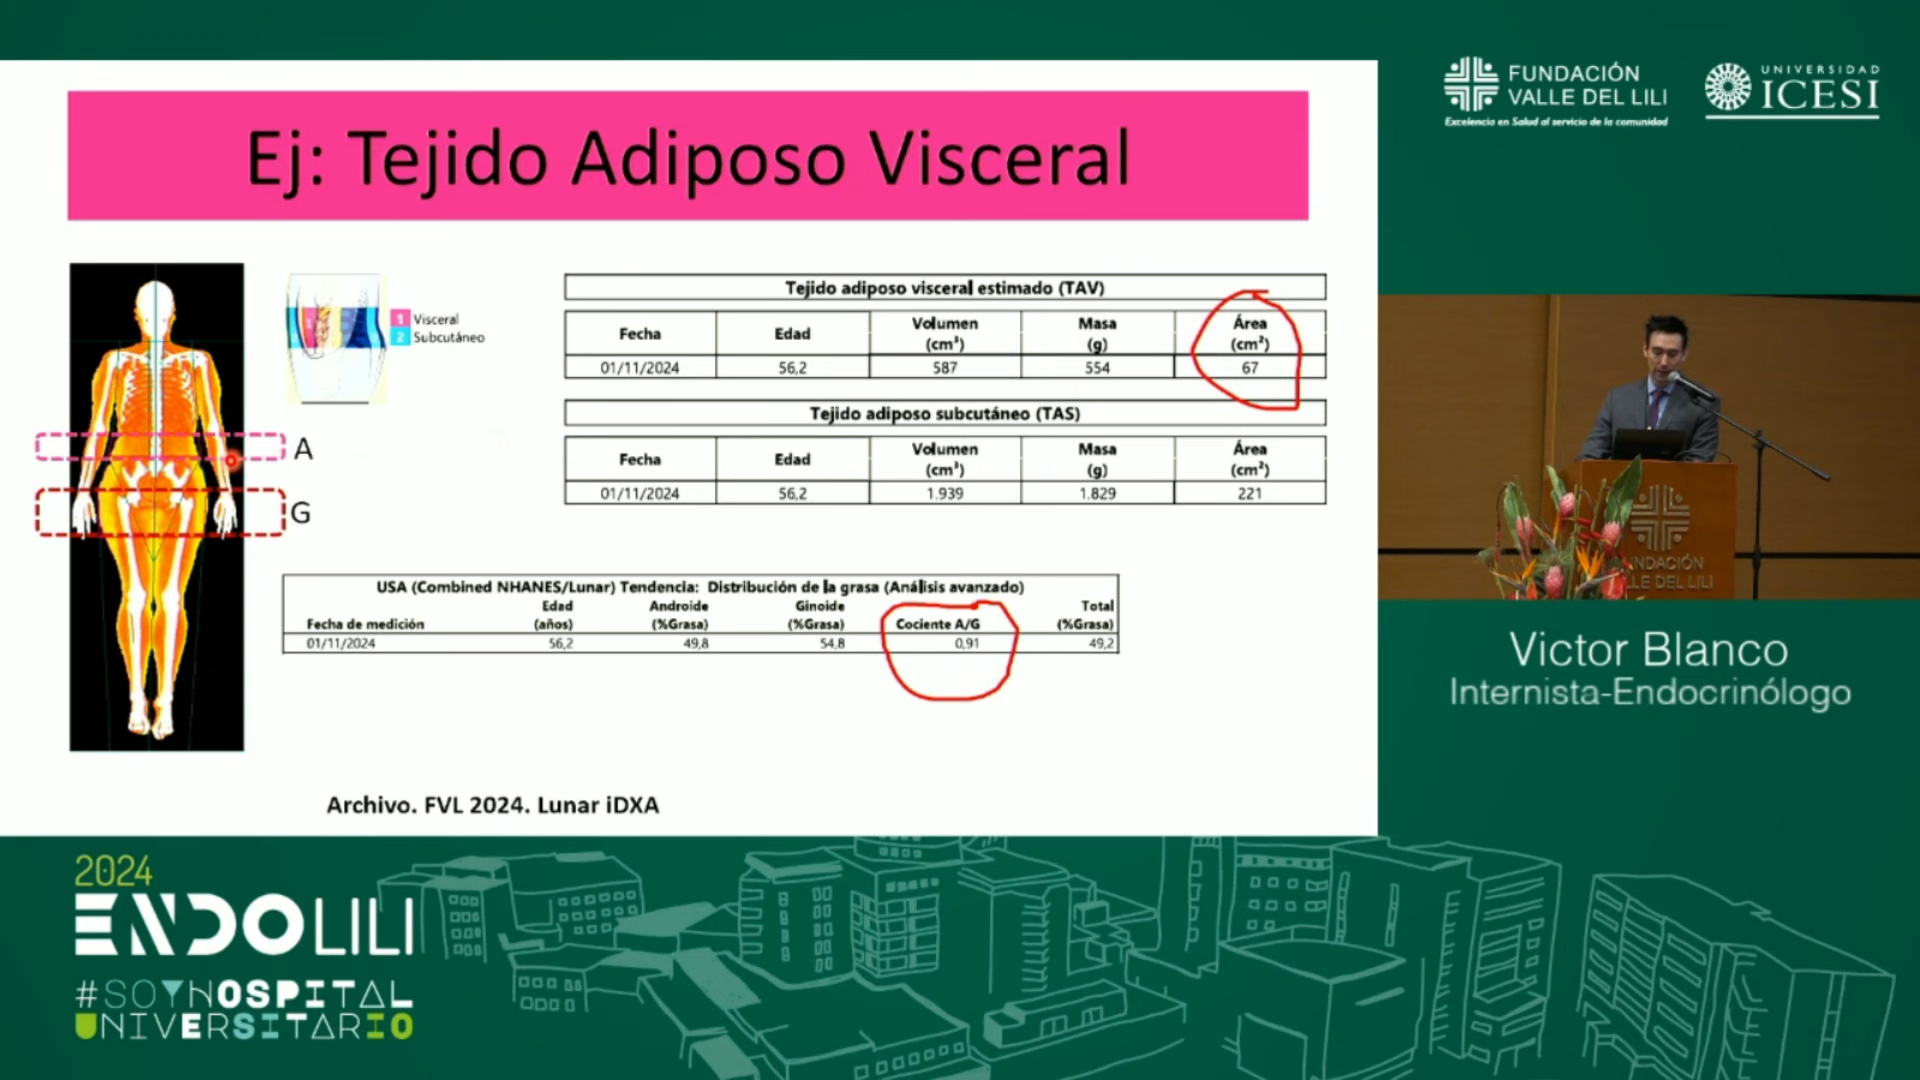 FUNDACIÓN
VALLE DEL LILI
Excelencia en Salud al servicio de la comunidad
UNIVERSIDAD
ICESI
Ej: Tejido Adiposo Visceral
1 Visceral
2 Subcutáneo
A
G
Tejido adiposo visceral estimado (TAV)
Fecha Edad Volumen (cm³) Masa (g) Área (cm²)
01/11/2024 56,2 587 554 67
Tejido adiposo subcutáneo (TAS)
Fecha Edad Volumen (cm³) Masa (g) Área (cm²)
01/11/2024 56,2 1.939 1.829 221
USA (Combined NHANES/Lunar) Tendencia: Distribución de la grasa (Análisis avanzado)
Edad Androide Ginoide Total
Fecha de medición (años) (%Grasa) (%Grasa) Cociente A/G (%Grasa)
01/11/2024 56,2 49,8 54,8 0,91 49,2
Archivo. FVL 2024. Lunar iDXA
NDACIÓN
LLE DEL LILI
Victor Blanco
Internista-Endocrinólogo
2024
ENDOLILI
#SOYHOSPITAL
UNIVERSITARIO